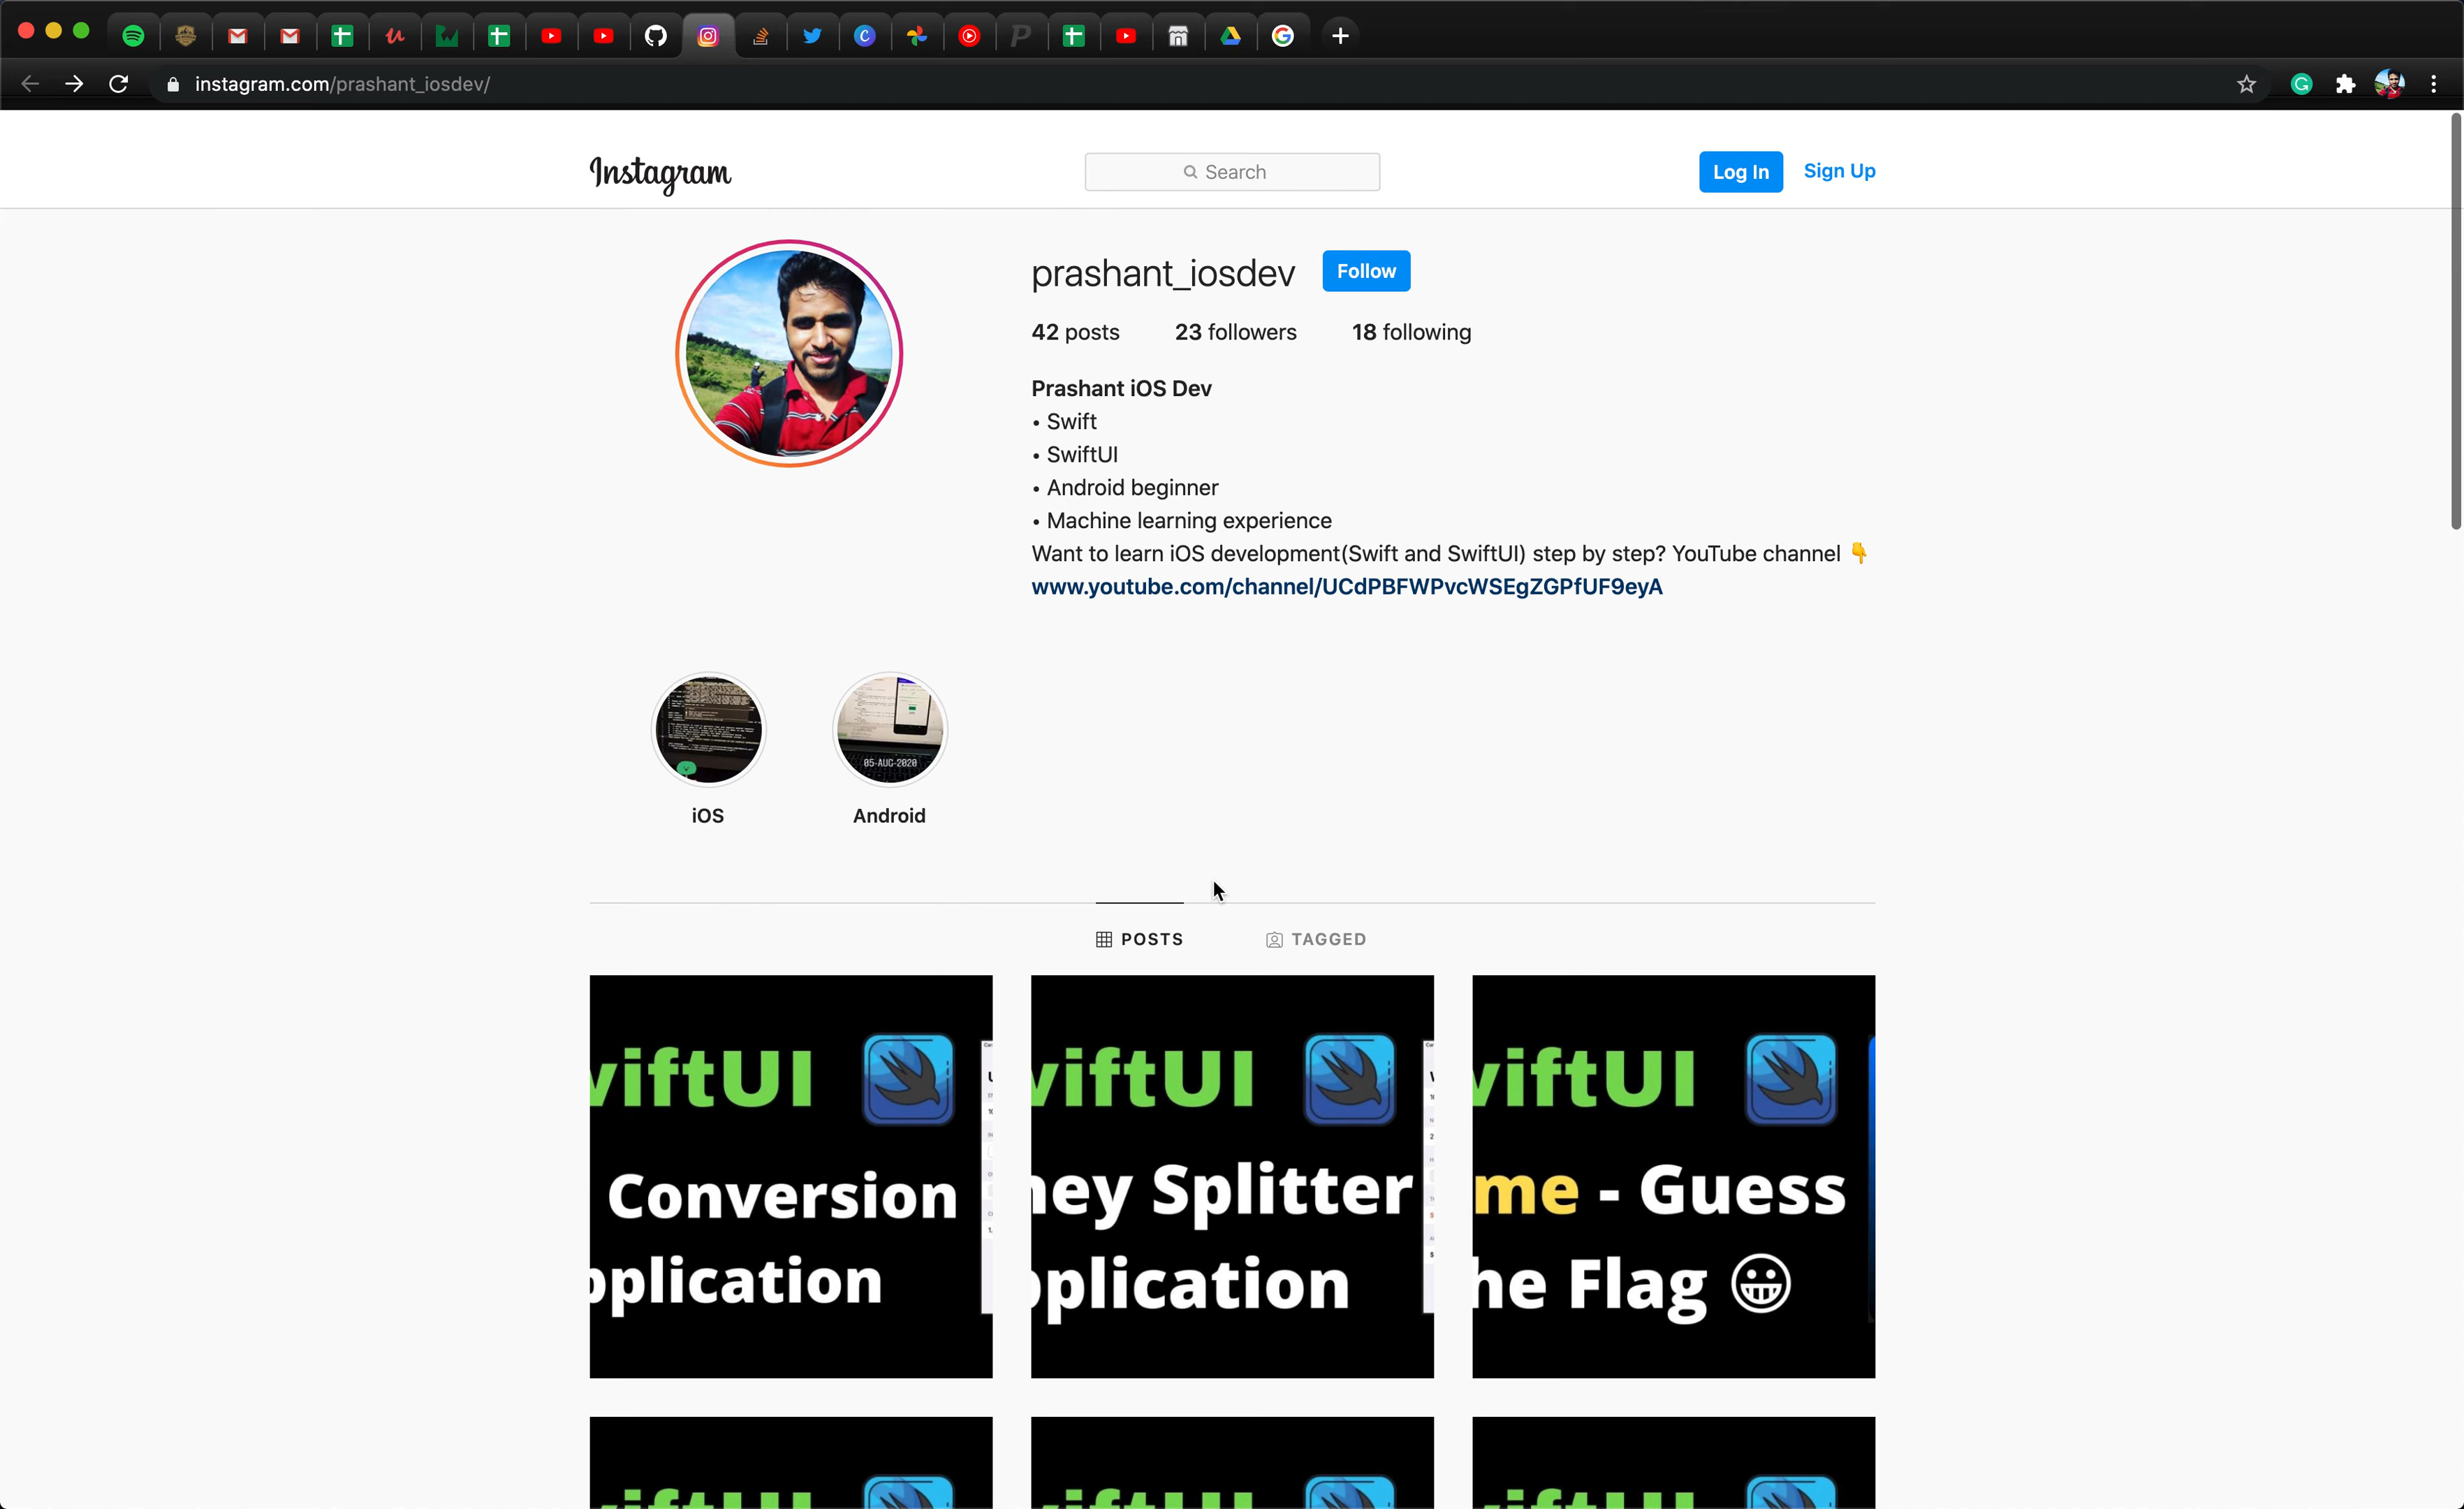 instagram.com/prashant_iosdev/
Instagram
Search
Log In
Sign Up
prashant_iosdev
Follow
42 posts 23 followers 18 following
Prashant iOS Dev
• Swift
• SwiftUI
• Android beginner
• Machine learning experience
Want to learn iOS development(Swift and SwiftUI) step by step? YouTube channel 👇
www.youtube.com/channel/UCdPBFWPvcWSEgZGPfUF9eyA
05-AUG-2020
iOS
Android
POSTS
TAGGED
viftUI
Conversion
pplication
viftUI
ney Splitter
pplication
viftUI
me - Guess
he Flag 😀